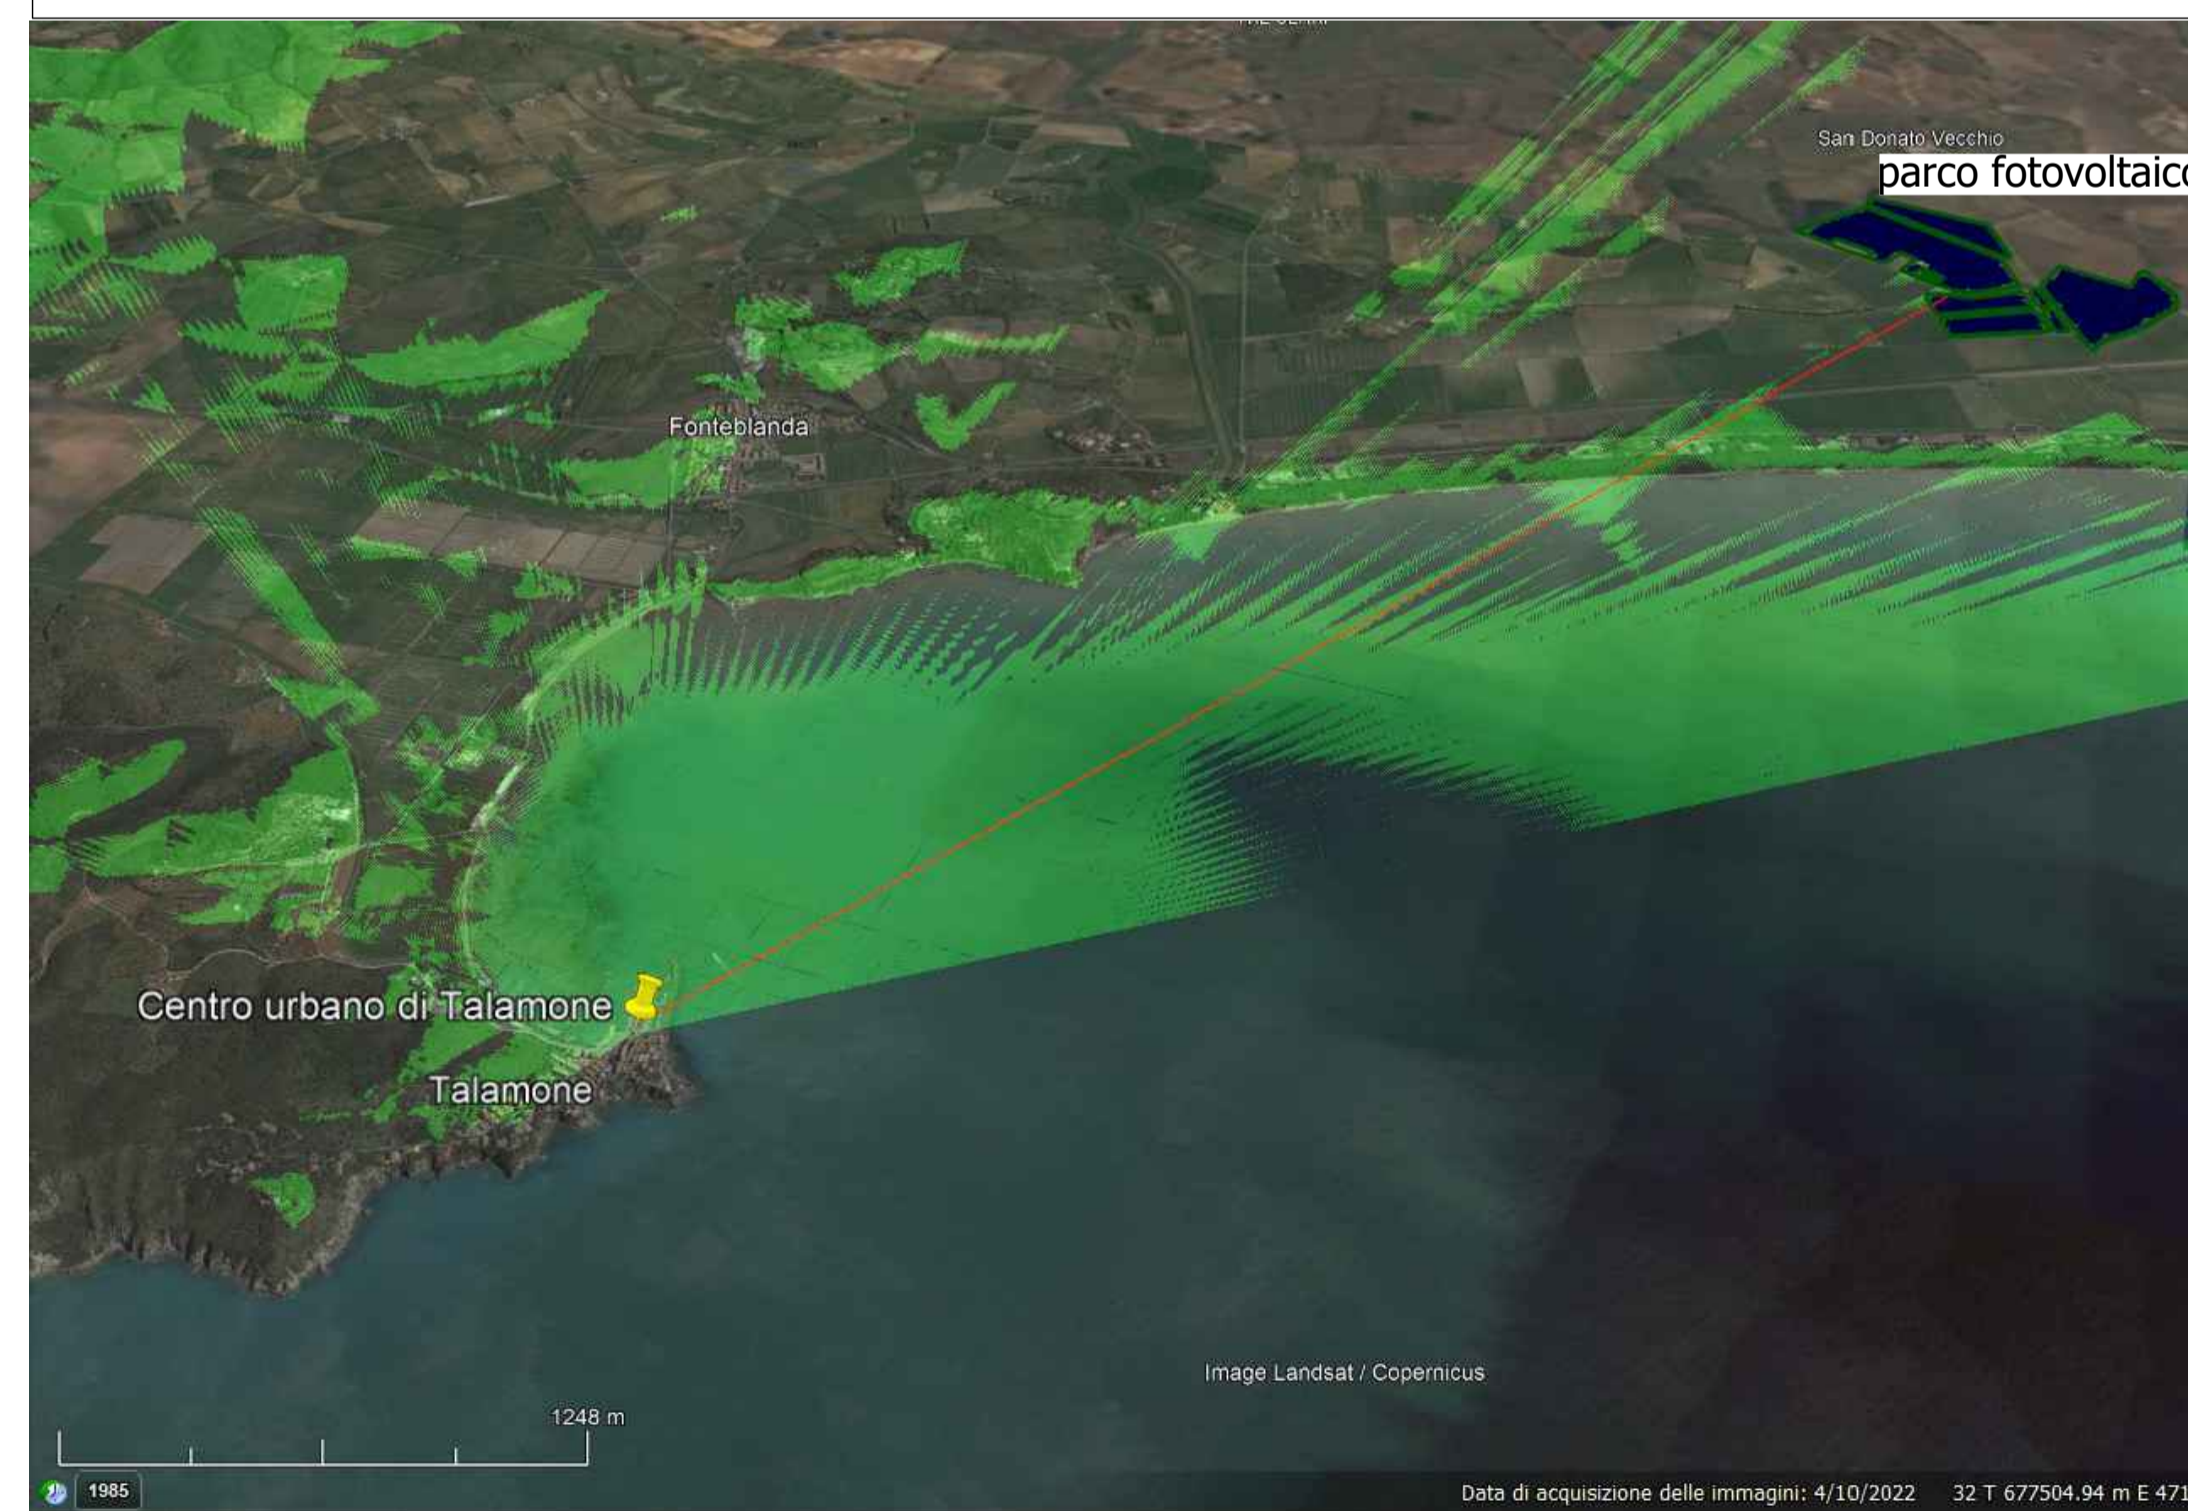 San Donato Vecchio
parco fotovoltaico
Fonteblanda
Centro urbano di Talamone
Talamone
Image Landsat / Copernicus
1248 m
1985
Data di acquisizione delle immagini: 4/10/2022 32 T 677504.94 m E 471